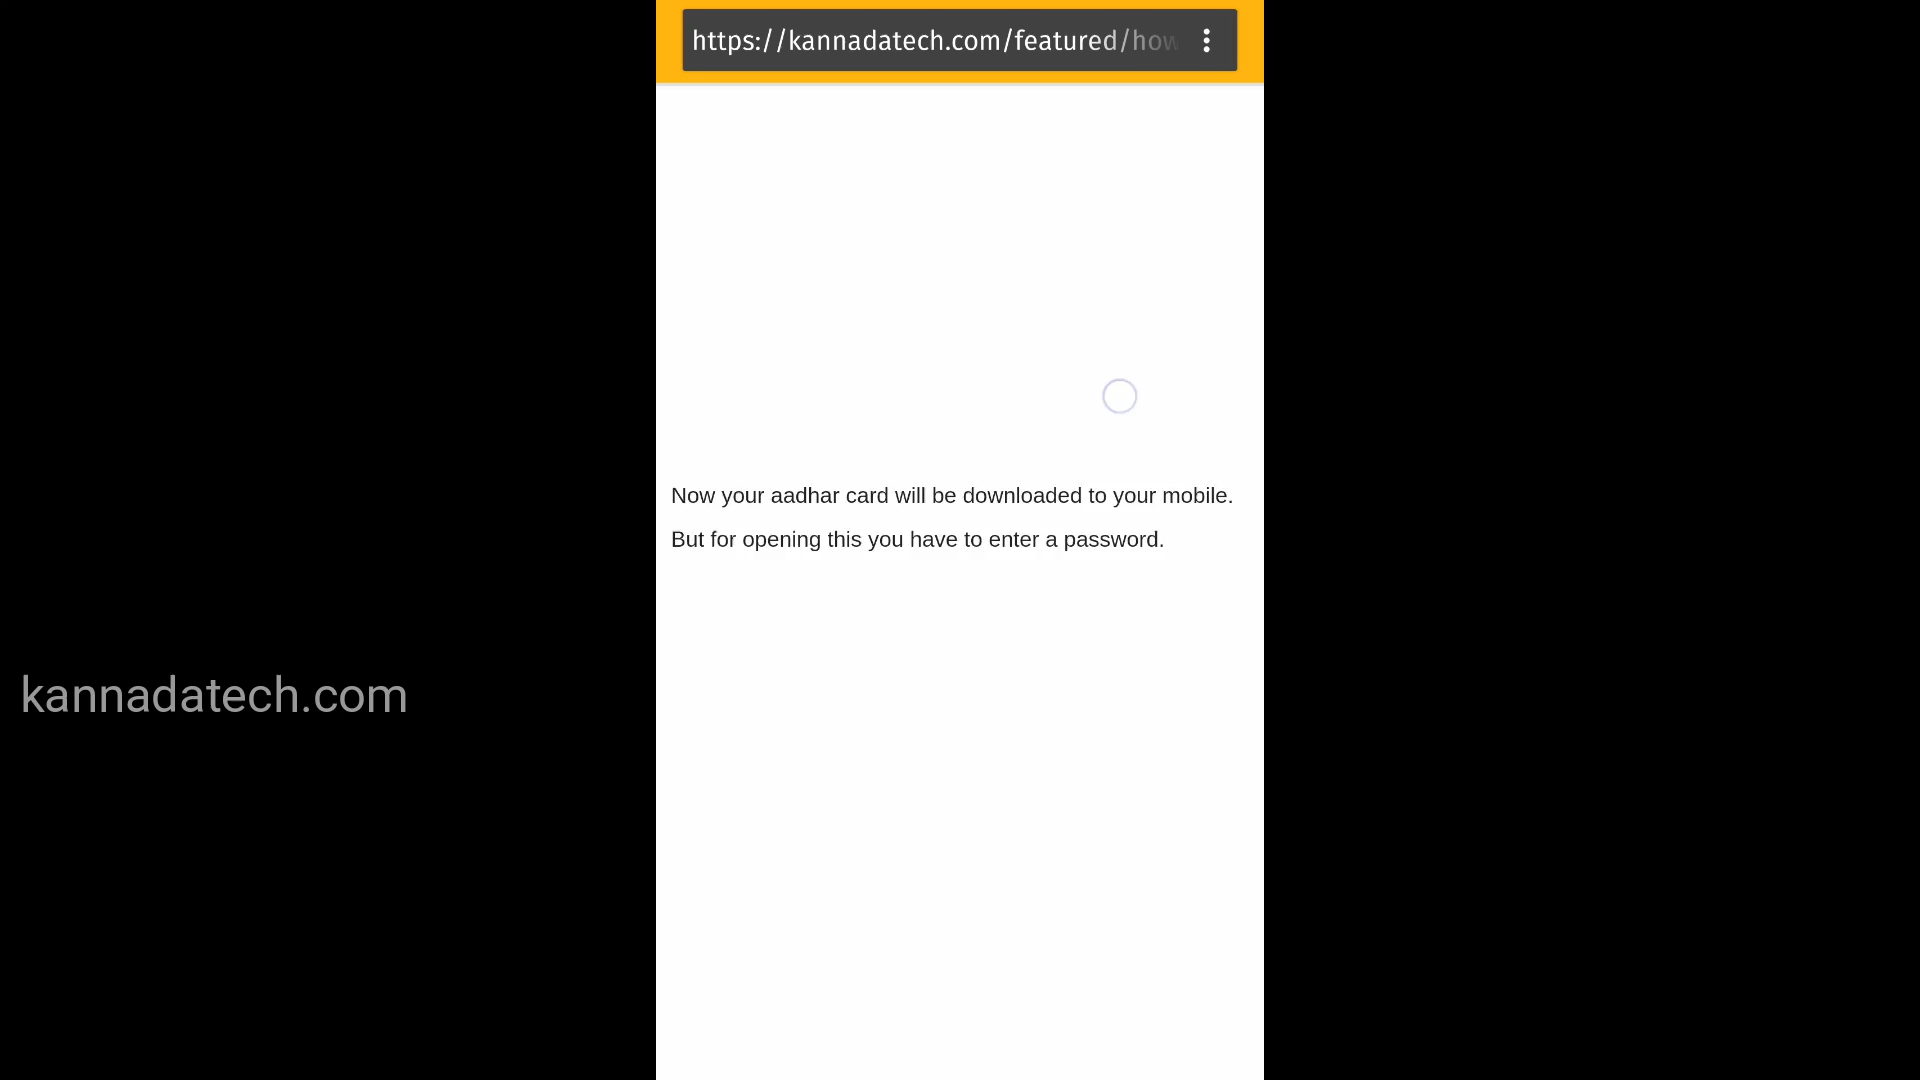 https://kannadatech.com/featured/how
Now your aadhar card will be downloaded to your mobile.
But for opening this you have to enter a password.
kannadatech.com